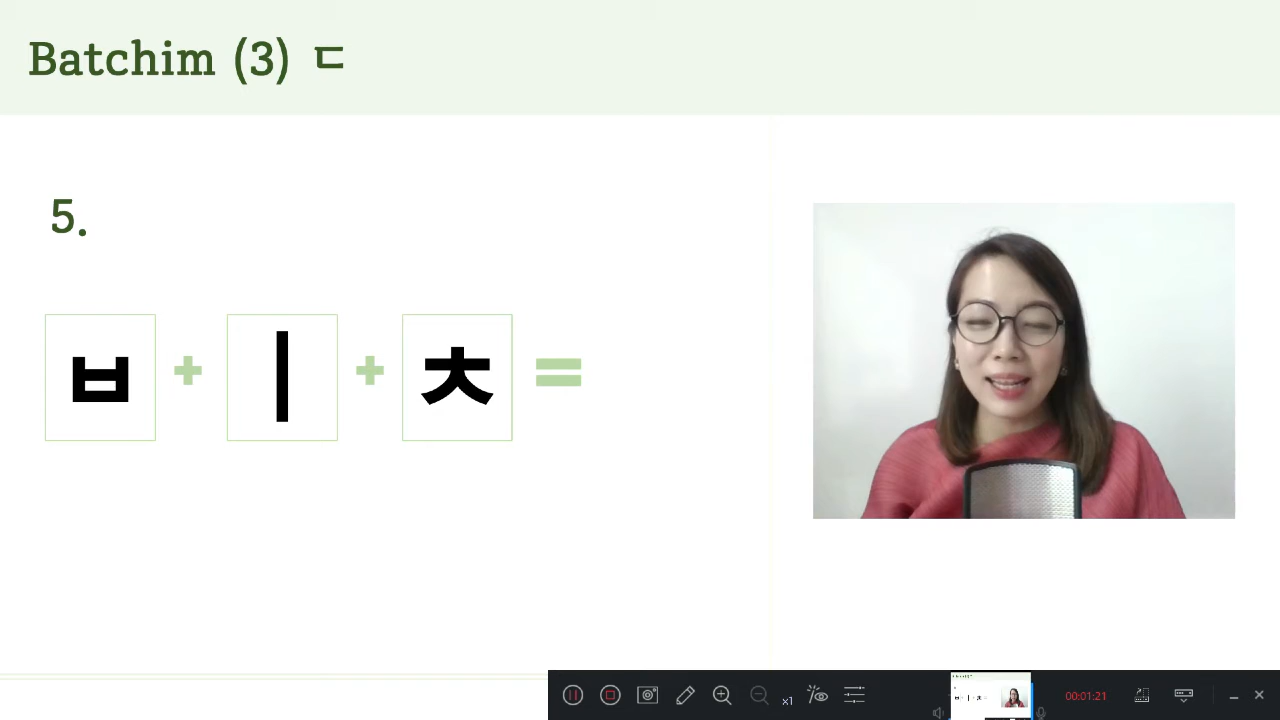 Batchim (3) ㄷ
5.
ㅂ + ㅣ + ㅊ =
x1
00:01:21